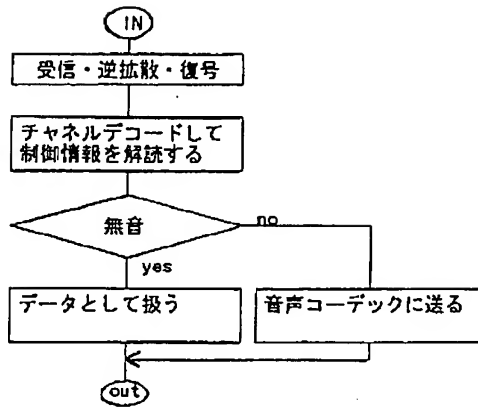 IN
受信・逆拡散・復号
チャネルデコードして
制御情報を解読する
無音
no
yes
データとして扱う
音声コーデックに送る
out